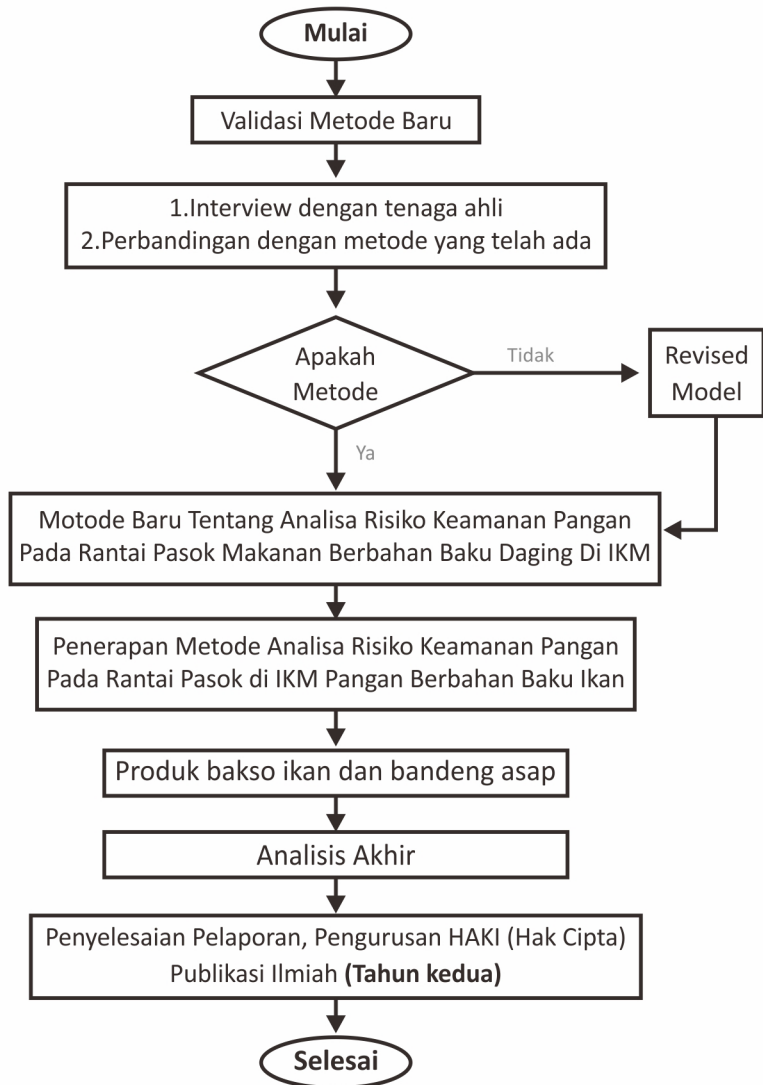 Mulai
Validasi Metode Baru
1.Interview dengan tenaga ahli
2.Perbandingan dengan metode yang telah ada
Apakah
Metode
Tidak
Revised
Model
Ya
Motode Baru Tentang Analisa Risiko Keamanan Pangan
Pada Rantai Pasok Makanan Berbahan Baku Daging Di IKM
Penerapan Metode Analisa Risiko Keamanan Pangan
Pada Rantai Pasok di IKM Pangan Berbahan Baku Ikan
Produk bakso ikan dan bandeng asap
Analisis Akhir
Penyelesaian Pelaporan, Pengurusan HAKI (Hak Cipta)
Publikasi Ilmiah (Tahun kedua)
Selesai